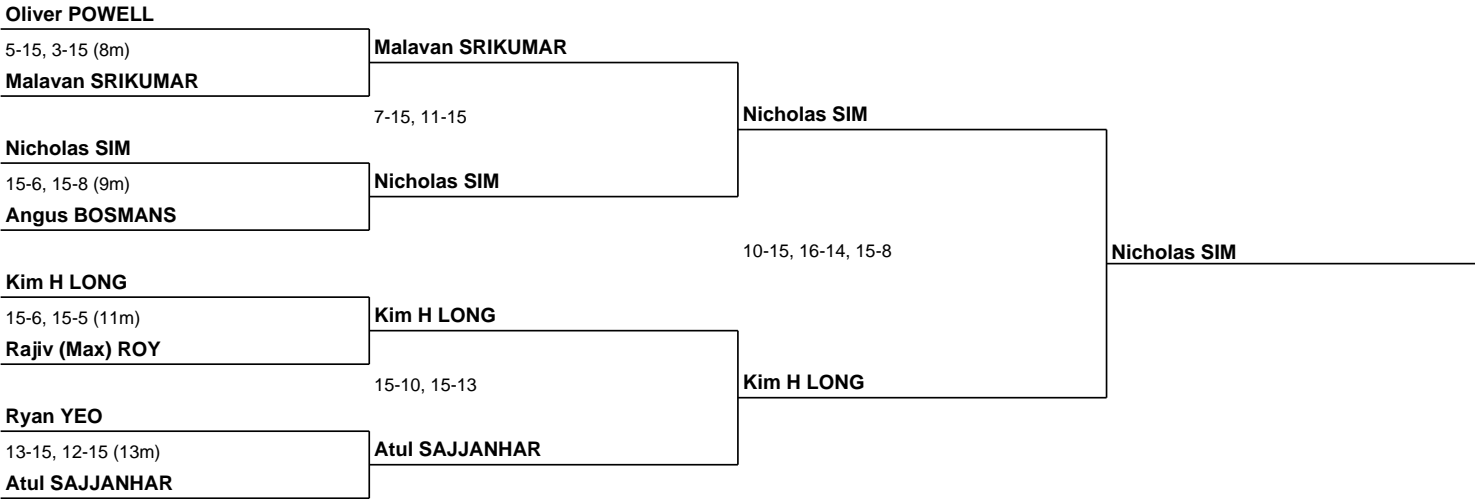 Oliver POWELL
5-15, 3-15 (8m)
Malavan SRIKUMAR
Nicholas SIM
15-6, 15-8 (9m)
Angus BOSMANS
Kim H LONG
15-6, 15-5 (11m)
Rajiv (Max) ROY
Ryan YEO
13-15, 12-15 (13m)
Atul SAJJANHAR
Malavan SRIKUMAR
7-15, 11-15
Nicholas SIM
Kim H LONG
15-10, 15-13
Atul SAJJANHAR
Nicholas SIM
10-15, 16-14, 15-8
Kim H LONG
Nicholas SIM